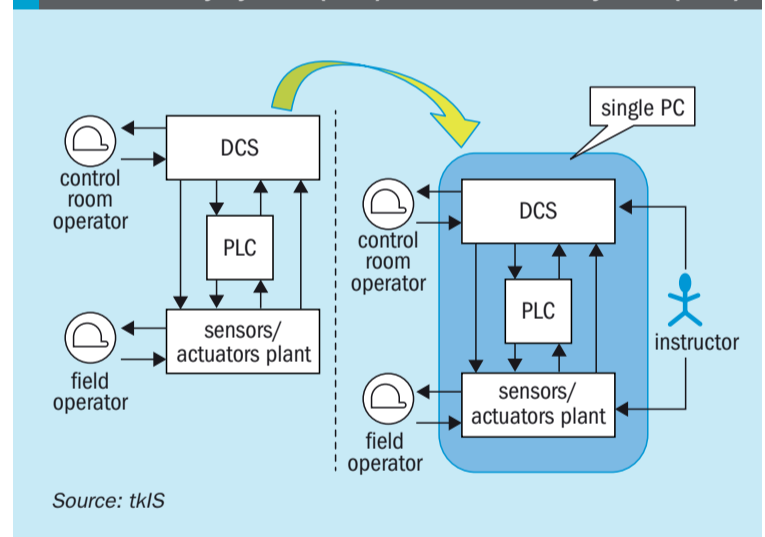 DCS
control
room
operator
PLC
sensors/
actuators plant
field
operator
single PC
DCS
control
room
operator
PLC
instructor
sensors/
actuators plant
field
operator
Source: tkIS